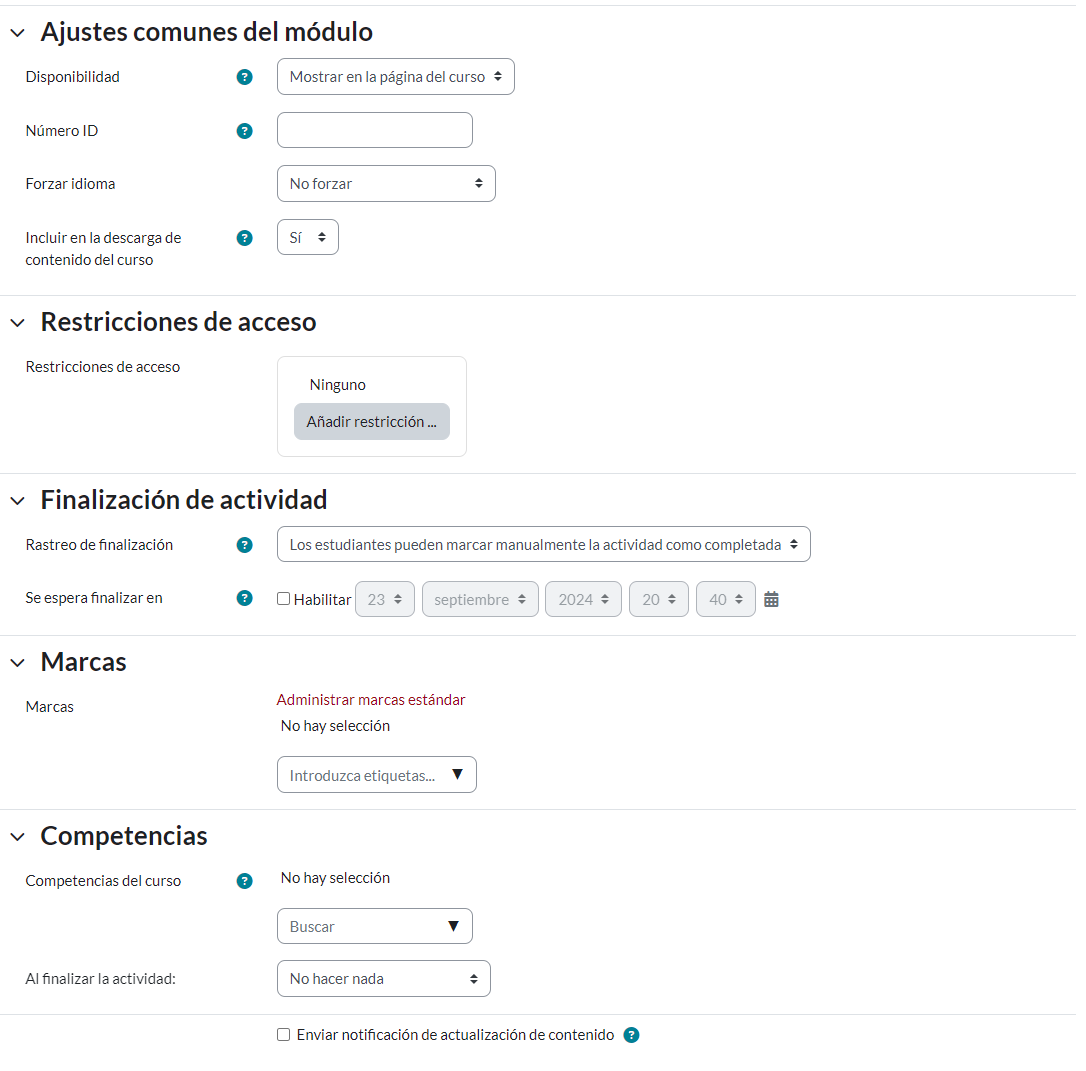 Ajustes comunes del módulo
Disponibilidad ? Mostrar en la página del curso
Número ID ?
Forzar idioma No forzar
Incluir en la descarga de ? Sí
contenido del curso
Restricciones de acceso
Restricciones de acceso
Ninguno
Añadir restricción ...
Finalización de actividad
Rastreo de finalización ? Los estudiantes pueden marcar manualmente la actividad como completada
Se espera finalizar en ? Habilitar 23 septiembre 2024 20 40
Marcas
Administrar marcas estándar
Marcas
No hay selección
Introduzca etiquetas... ▼
Competencias
Competencias del curso ? No hay selección
Buscar ▼
Al finalizar la actividad: No hacer nada
Enviar notificación de actualización de contenido ?